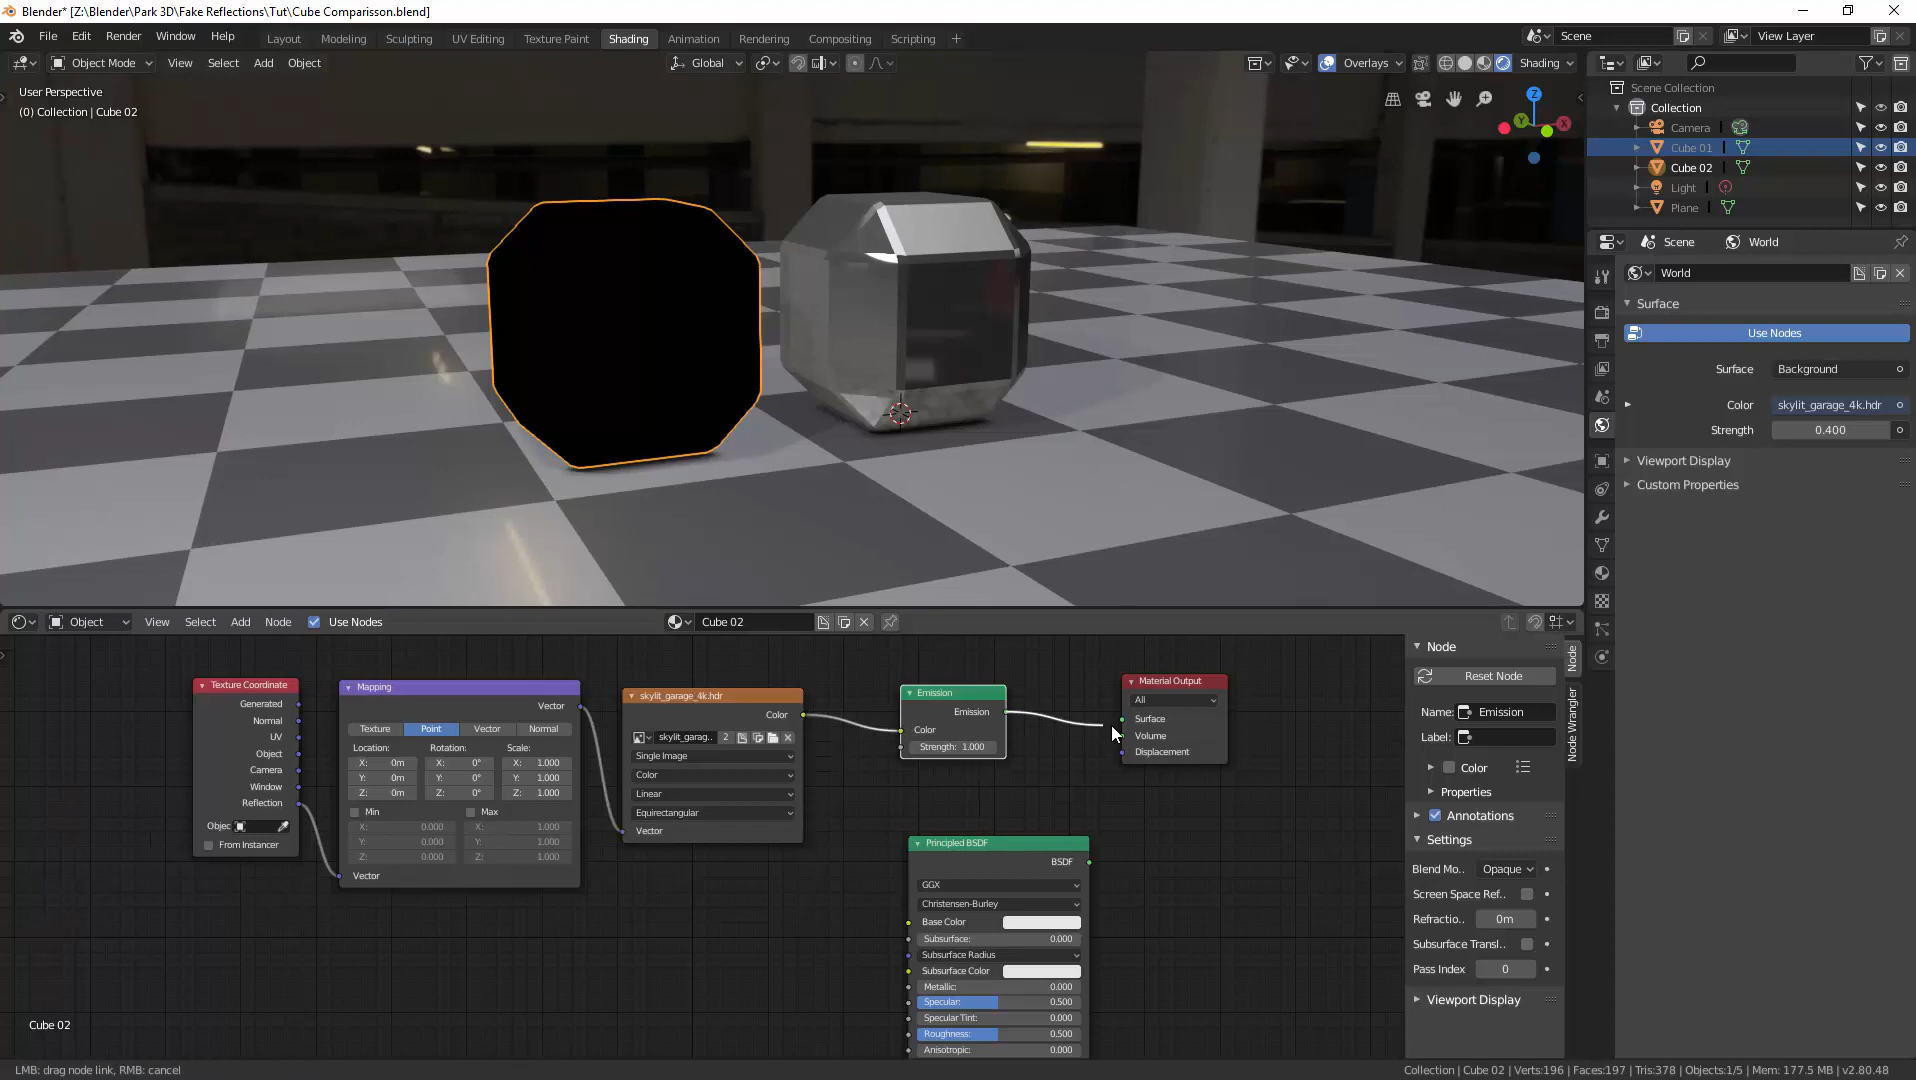 Blender* [Z:\Blender\Park 3D\Fake Reflections\Tut\Cube Comparisson.blend]
File Edit Render Window Help Layout Modeling Sculpting UV Editing Texture Paint Shading Animation Rendering Compositing Scripting + Scene View Layer
Object Mode View Select Add Object Global Overlays Shading
User Perspective
(0) Collection | Cube 02
Z
Y
X
Scene Collection
Collection
Camera
Cube 01
Cube 02
Light
Plane
Scene World
World
Surface
Use Nodes
Surface Background
Color skylit_garage_4k.hdr
Strength 0.400
Viewport Display
Custom Properties
Object View Select Add Node Use Nodes Cube 02
Texture Coordinate
Generated
Normal
UV
Object
Camera
Window
Reflection
Objec
From Instancer
Mapping
Vector
Texture Point Vector Normal
Location: Rotation: Scale:
X: 0m X: 0° X: 1.000
Y: 0m Y: 0° Y: 1.000
Z: 0m Z: 0° Z: 1.000
Min Max
X: 0.000 X: 1.000
Y: 0.000 Y: 1.000
Z: 0.000 Z: 1.000
Vector
skylit_garage_4k.hdr
Color
skylit_garag.. 2
Single Image
Color
Linear
Equirectangular
Vector
Emission
Emission
Color
Strength: 1.000
Material Output
All
Surface
Volume
Displacement
Principled BSDF
BSDF
GGX
Christensen-Burley
Base Color
Subsurface: 0.000
Subsurface Radius
Subsurface Color
Metallic: 0.000
Specular: 0.500
Specular Tint: 0.000
Roughness: 0.500
Anisotropic: 0.000
Node
Reset Node
Name: Emission
Label:
Color
Properties
Annotations
Settings
Blend Mo.. Opaque
Screen Space Ref..
Refractio.. 0m
Subsurface Transl..
Pass Index 0
Viewport Display
Node
Node Wrangler
Cube 02
LMB: drag node link, RMB: cancel
Collection | Cube 02 | Verts:196 | Faces:197 | Tris:378 | Objects:1/5 | Mem: 177.5 MB | v2.80.48